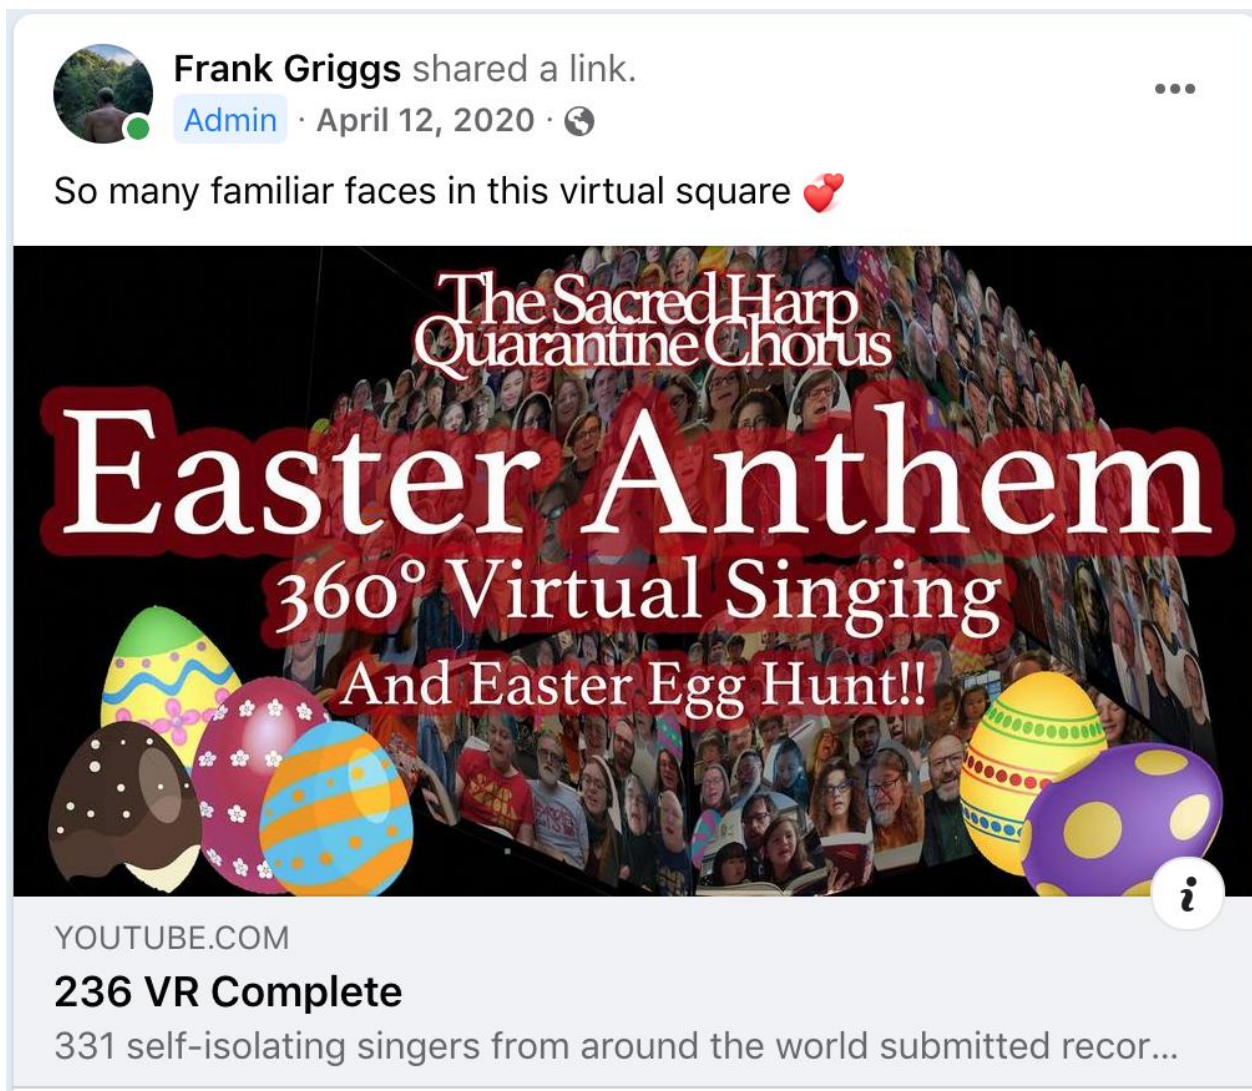 Frank Griggs shared a link.
Admin · April 12, 2020 ·
So many familiar faces in this virtual square 💞
The Sacred Harp
Quarantine Chorus
Easter Anthem
360° Virtual Singing
And Easter Egg Hunt!!
i
YOUTUBE.COM
236 VR Complete
331 self-isolating singers from around the world submitted recor...